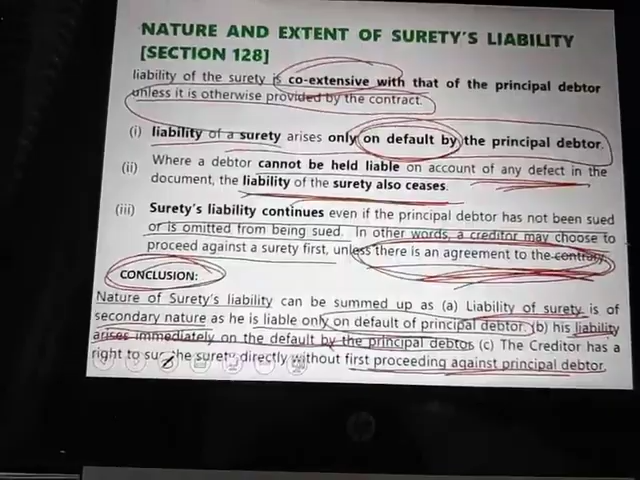 NATURE AND EXTENT OF SURETY'S LIABILITY
[SECTION 128]
liability of the surety is co-extensive with that of the principal debtor
unless it is otherwise provided by the contract.
(i) liability of a surety arises only on default by the principal debtor.
(ii) Where a debtor cannot be held liable on account of any defect in the
document, the liability of the surety also ceases.
(iii) Surety's liability continues even if the principal debtor has not been sued
or is omitted from being sued. In other words, a creditor may choose to
proceed against a surety first, unless there is an agreement to the contrary
CONCLUSION:
Nature of Surety's liability can be summed up as (a) Liability of surety is of
secondary nature as he is liable only on default of principal debtor. (b) his liability
arises immediately on the default by the principal debtor (c) The Creditor has a
right to sue the surety directly without first proceeding against principal debtor.